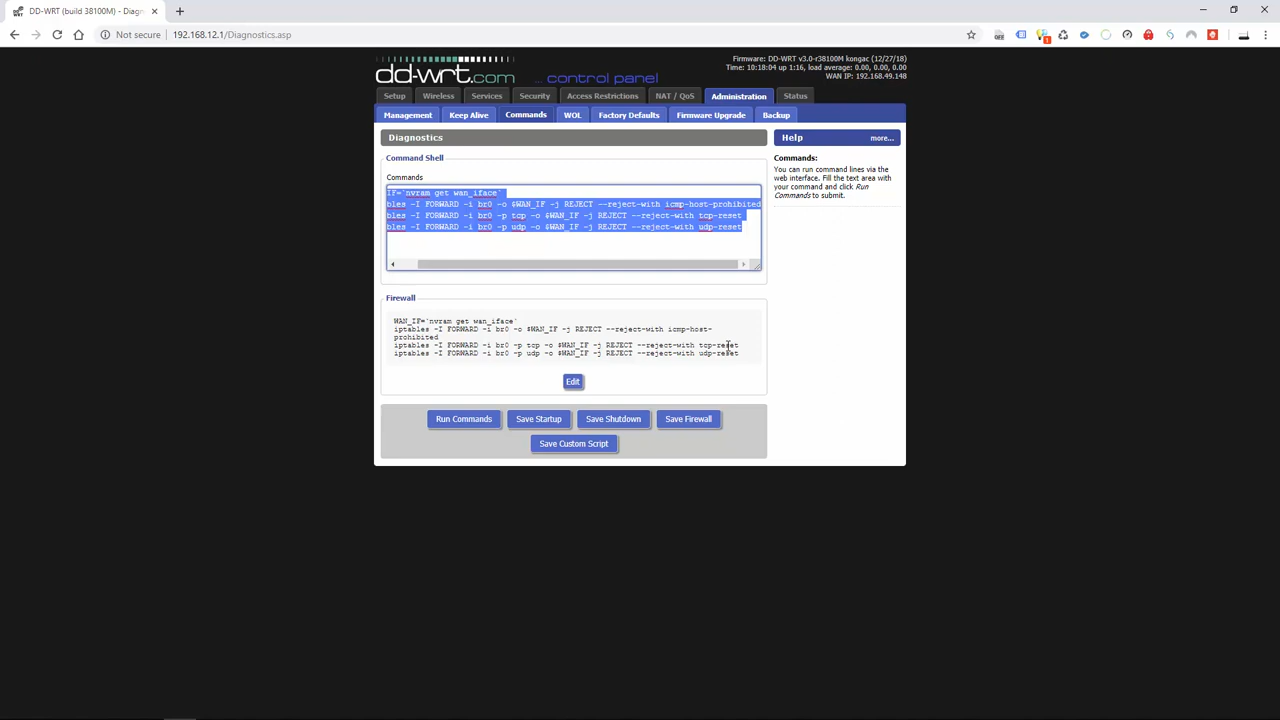 DD-WRT (build 38100M) - Diagn
Not secure
192.168.12.1/Diagnostics.asp
1
dd-wrt.com
... control panel
Firmware: DD-WRT v3.0-r38100M kongac (12/27/18)
Time: 10:18:04 up 1:16, load average: 0.00, 0.00, 0.00
WAN IP: 192.168.49.148
Setup
Wireless
Services
Security
Access Restrictions
NAT / QoS
Administration
Status
Management
Keep Alive
Commands
WOL
Factory Defaults
Firmware Upgrade
Backup
Diagnostics
Command Shell
Commands
IF=`nvram get wan_iface`
bles -I FORWARD -i br0 -o $WAN_IF -j REJECT --reject-with icmp-host-prohibited
bles -I FORWARD -i br0 -p tcp -o $WAN_IF -j REJECT --reject-with tcp-reset
bles -I FORWARD -i br0 -p udp -o $WAN_IF -j REJECT --reject-with udp-reset
Firewall
WAN_IF=`nvram get wan_iface`
iptables -I FORWARD -i br0 -o $WAN_IF -j REJECT --reject-with icmp-host-
prohibited
iptables -I FORWARD -i br0 -p tcp -o $WAN_IF -j REJECT --reject-with tcp-reset
iptables -I FORWARD -i br0 -p udp -o $WAN_IF -j REJECT --reject-with udp-reset
Edit
Run Commands
Save Startup
Save Shutdown
Save Firewall
Save Custom Script
Help
more...
Commands:
You can run command lines via the
web interface. Fill the text area with
your command and click Run
Commands to submit.